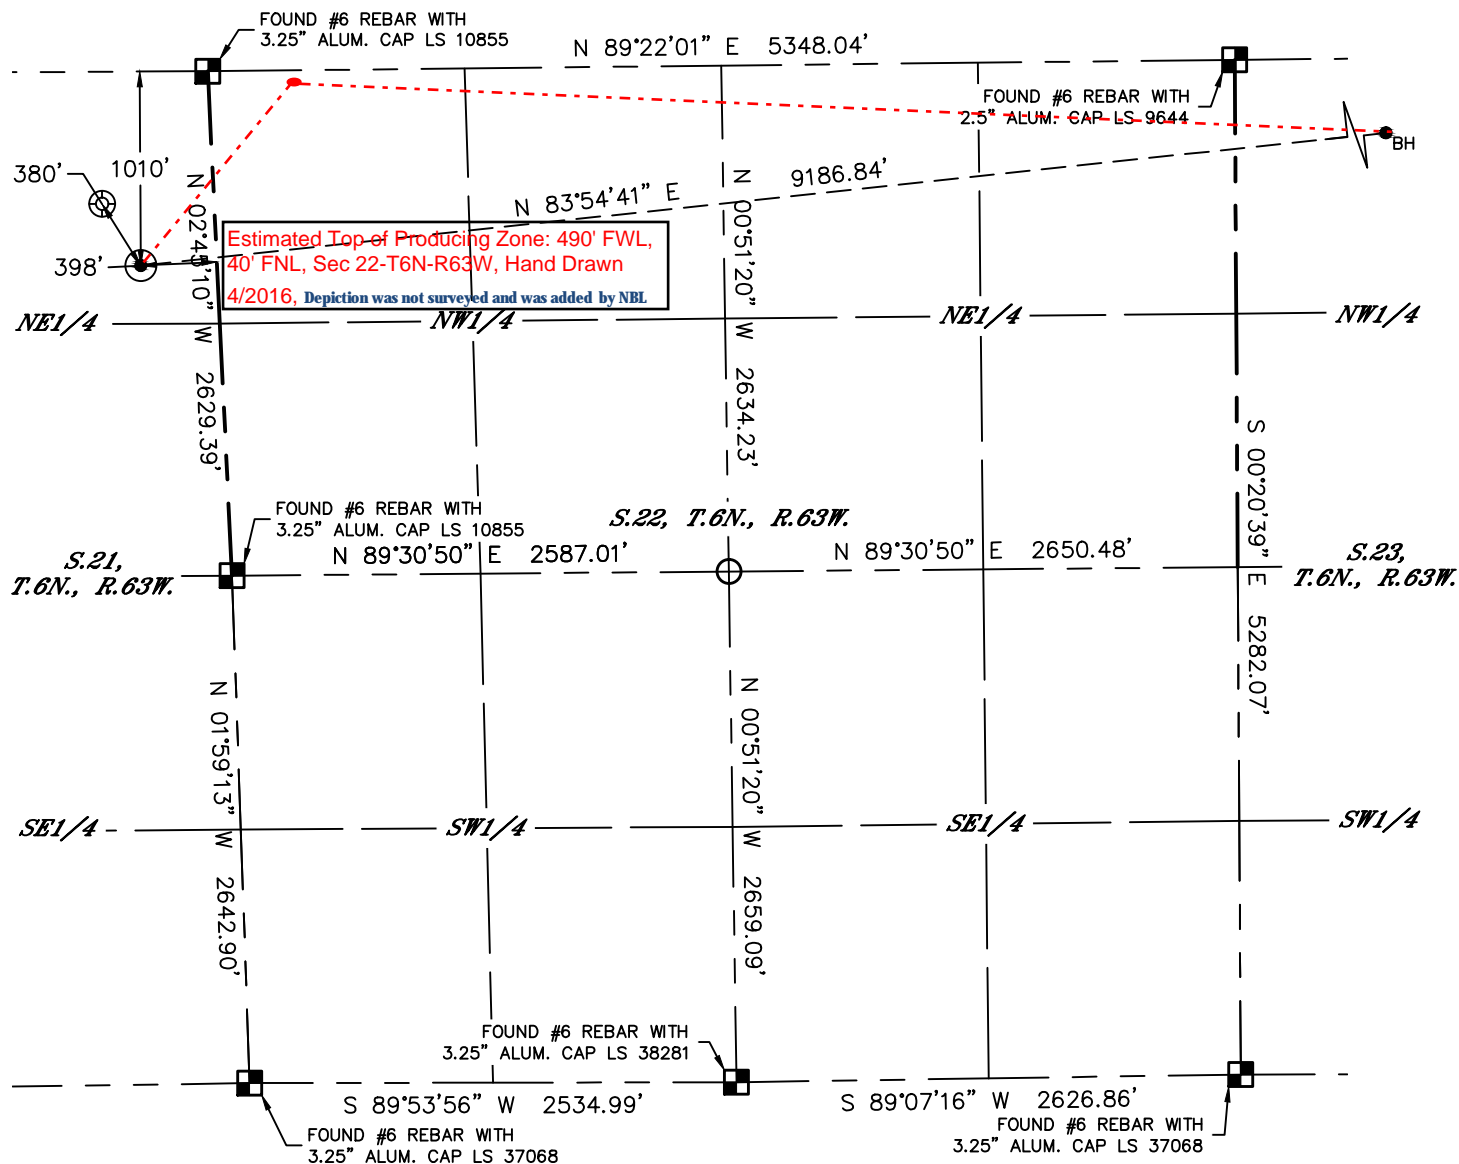 FOUND #6 REBAR WITH
3.25" ALUM. CAP LS 10855
N 89°22'01" E 5348.04'
FOUND #6 REBAR WITH
2.5" ALUM. CAP LS 9644
BH
1010'
380'
398'
N 02°45'10" W 2629.39'
N 83°54'41" E 9186.84'
N 00°51'20" W 2634.23'
Estimated Top of Producing Zone: 490' FWL,
40' FNL, Sec 22-T6N-R63W, Hand Drawn
4/2016, Depiction was not surveyed and was added by NBL
NE1/4
NW1/4
NE1/4
NW1/4
S 00°20'39" E 5282.07'
FOUND #6 REBAR WITH
3.25" ALUM. CAP LS 10855
S.22, T.6N., R.63W.
N 89°30'50" E 2587.01'
N 89°30'50" E 2650.48'
S.21,
T.6N., R.63W.
S.23,
T.6N., R.63W.
N 01°59'13" W 2642.90'
N 00°51'20" W 2659.09'
SE1/4
SW1/4
SE1/4
SW1/4
FOUND #6 REBAR WITH
3.25" ALUM. CAP LS 38281
S 89°53'56" W 2534.99'
S 89°07'16" W 2626.86'
FOUND #6 REBAR WITH
3.25" ALUM. CAP LS 37068
FOUND #6 REBAR WITH
3.25" ALUM. CAP LS 37068